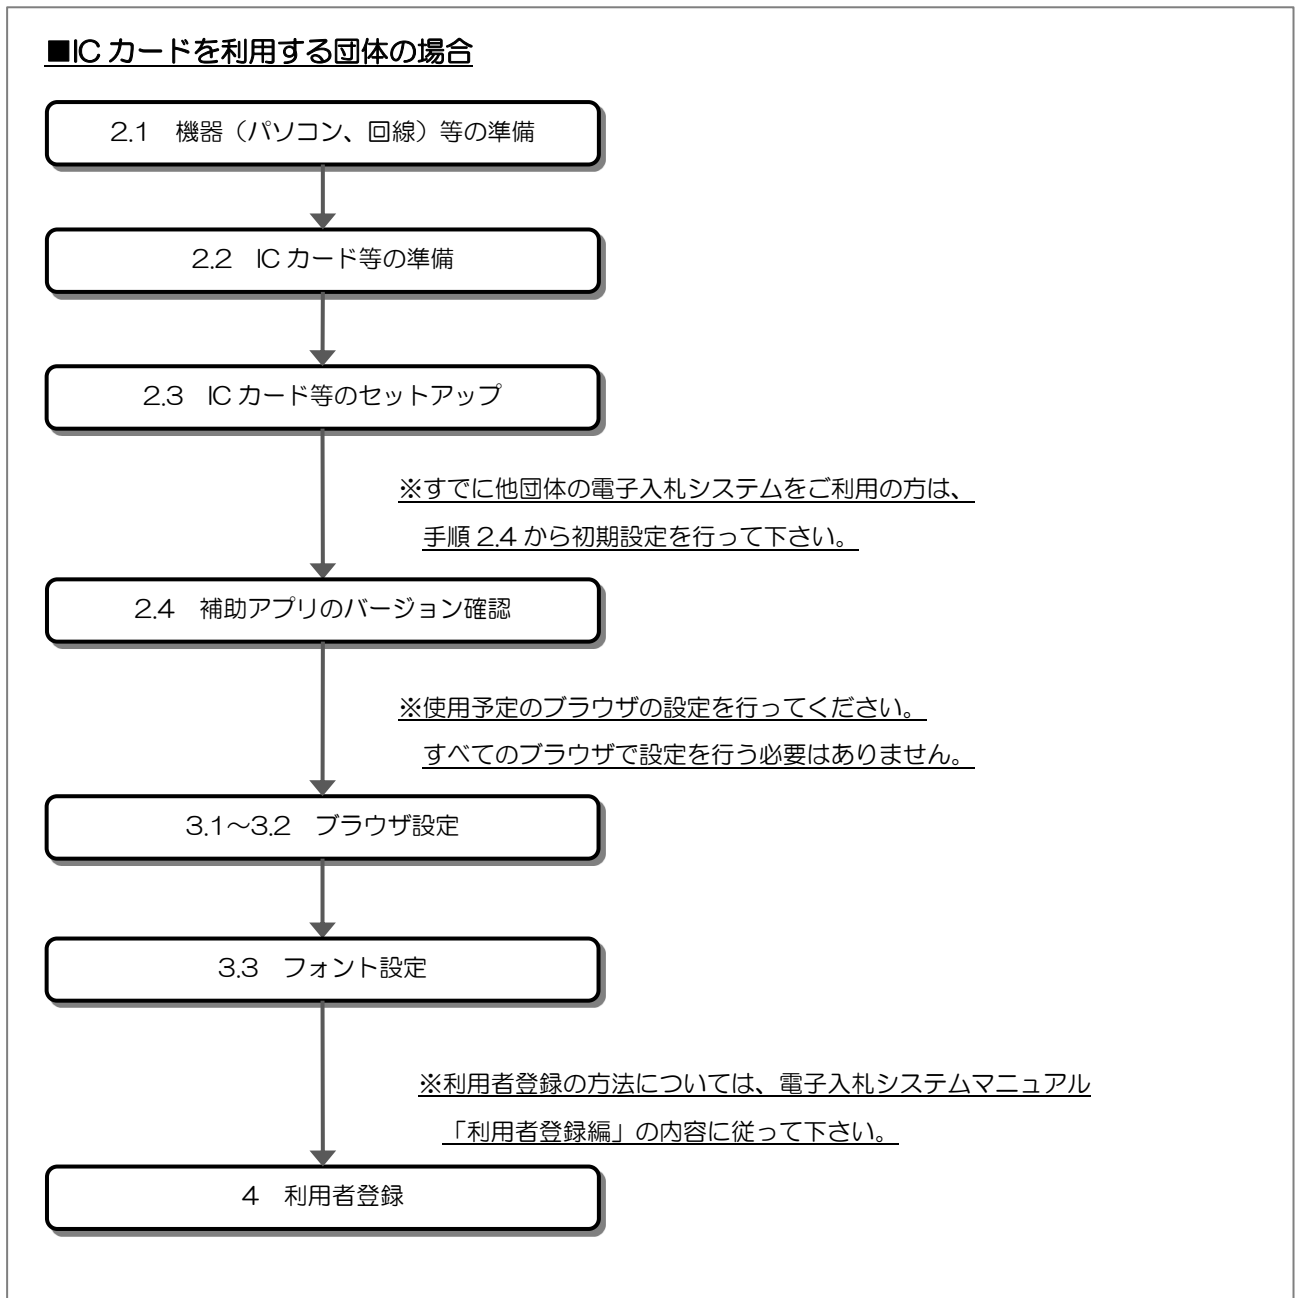 ■IC カードを利用する団体の場合
2.1　機器（パソコン、回線）等の準備
2.2　IC カード等の準備
2.3　IC カード等のセットアップ
※すでに他団体の電子入札システムをご利用の方は、
手順 2.4 から初期設定を行って下さい。
2.4　補助アプリのバージョン確認
※使用予定のブラウザの設定を行ってください。
すべてのブラウザで設定を行う必要はありません。
3.1～3.2　ブラウザ設定
3.3　フォント設定
※利用者登録の方法については、電子入札システムマニュアル
「利用者登録編」の内容に従って下さい。
4　利用者登録